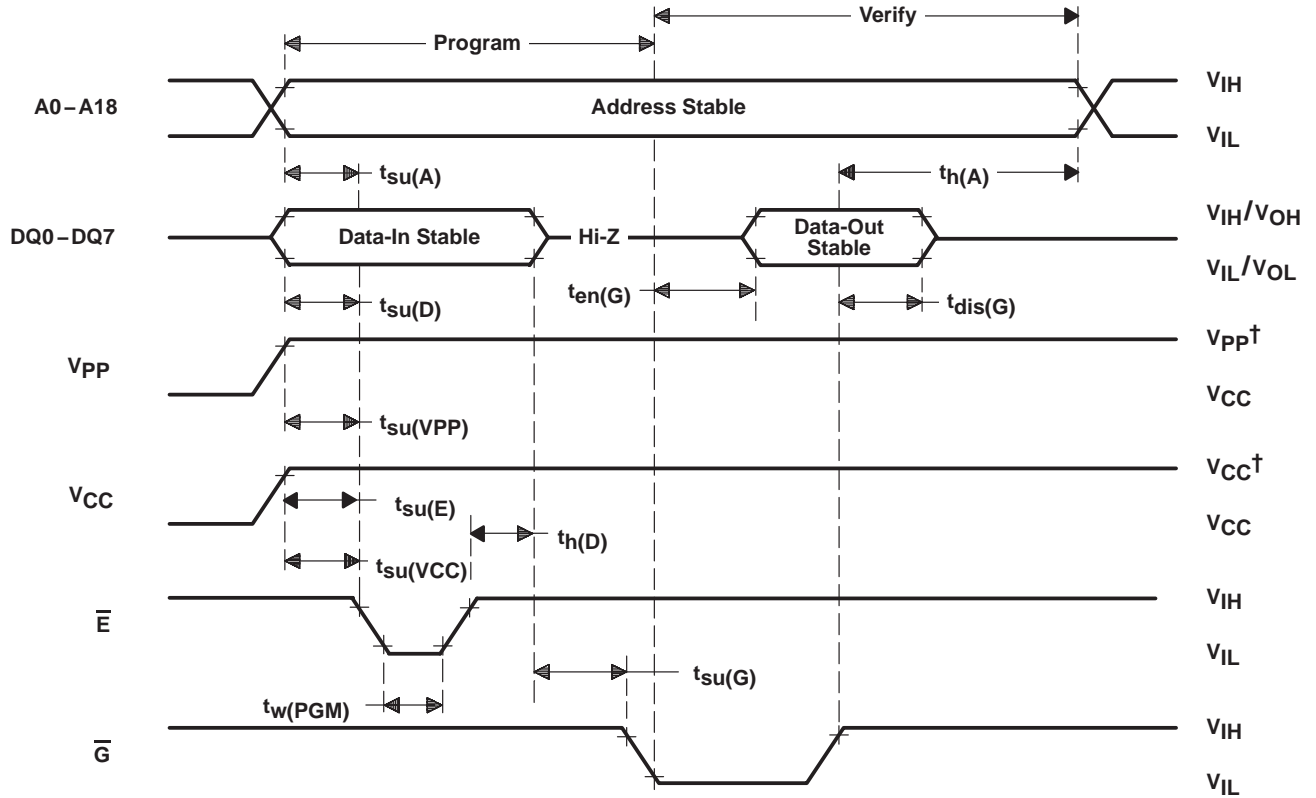 Verify
Program
A0–A18
Address Stable
VIH
VIL
tsu(A)
th(A)
DQ0–DQ7
Data-In Stable
Hi-Z
Data-Out
Stable
VIH/VOH
VIL/VOL
tsu(D)
ten(G)
tdis(G)
VPP
VPP†
VCC
tsu(VPP)
VCC
VCC†
VCC
tsu(E)
th(D)
tsu(VCC)
E̅
VIH
VIL
tsu(G)
tw(PGM)
G̅
VIH
VIL